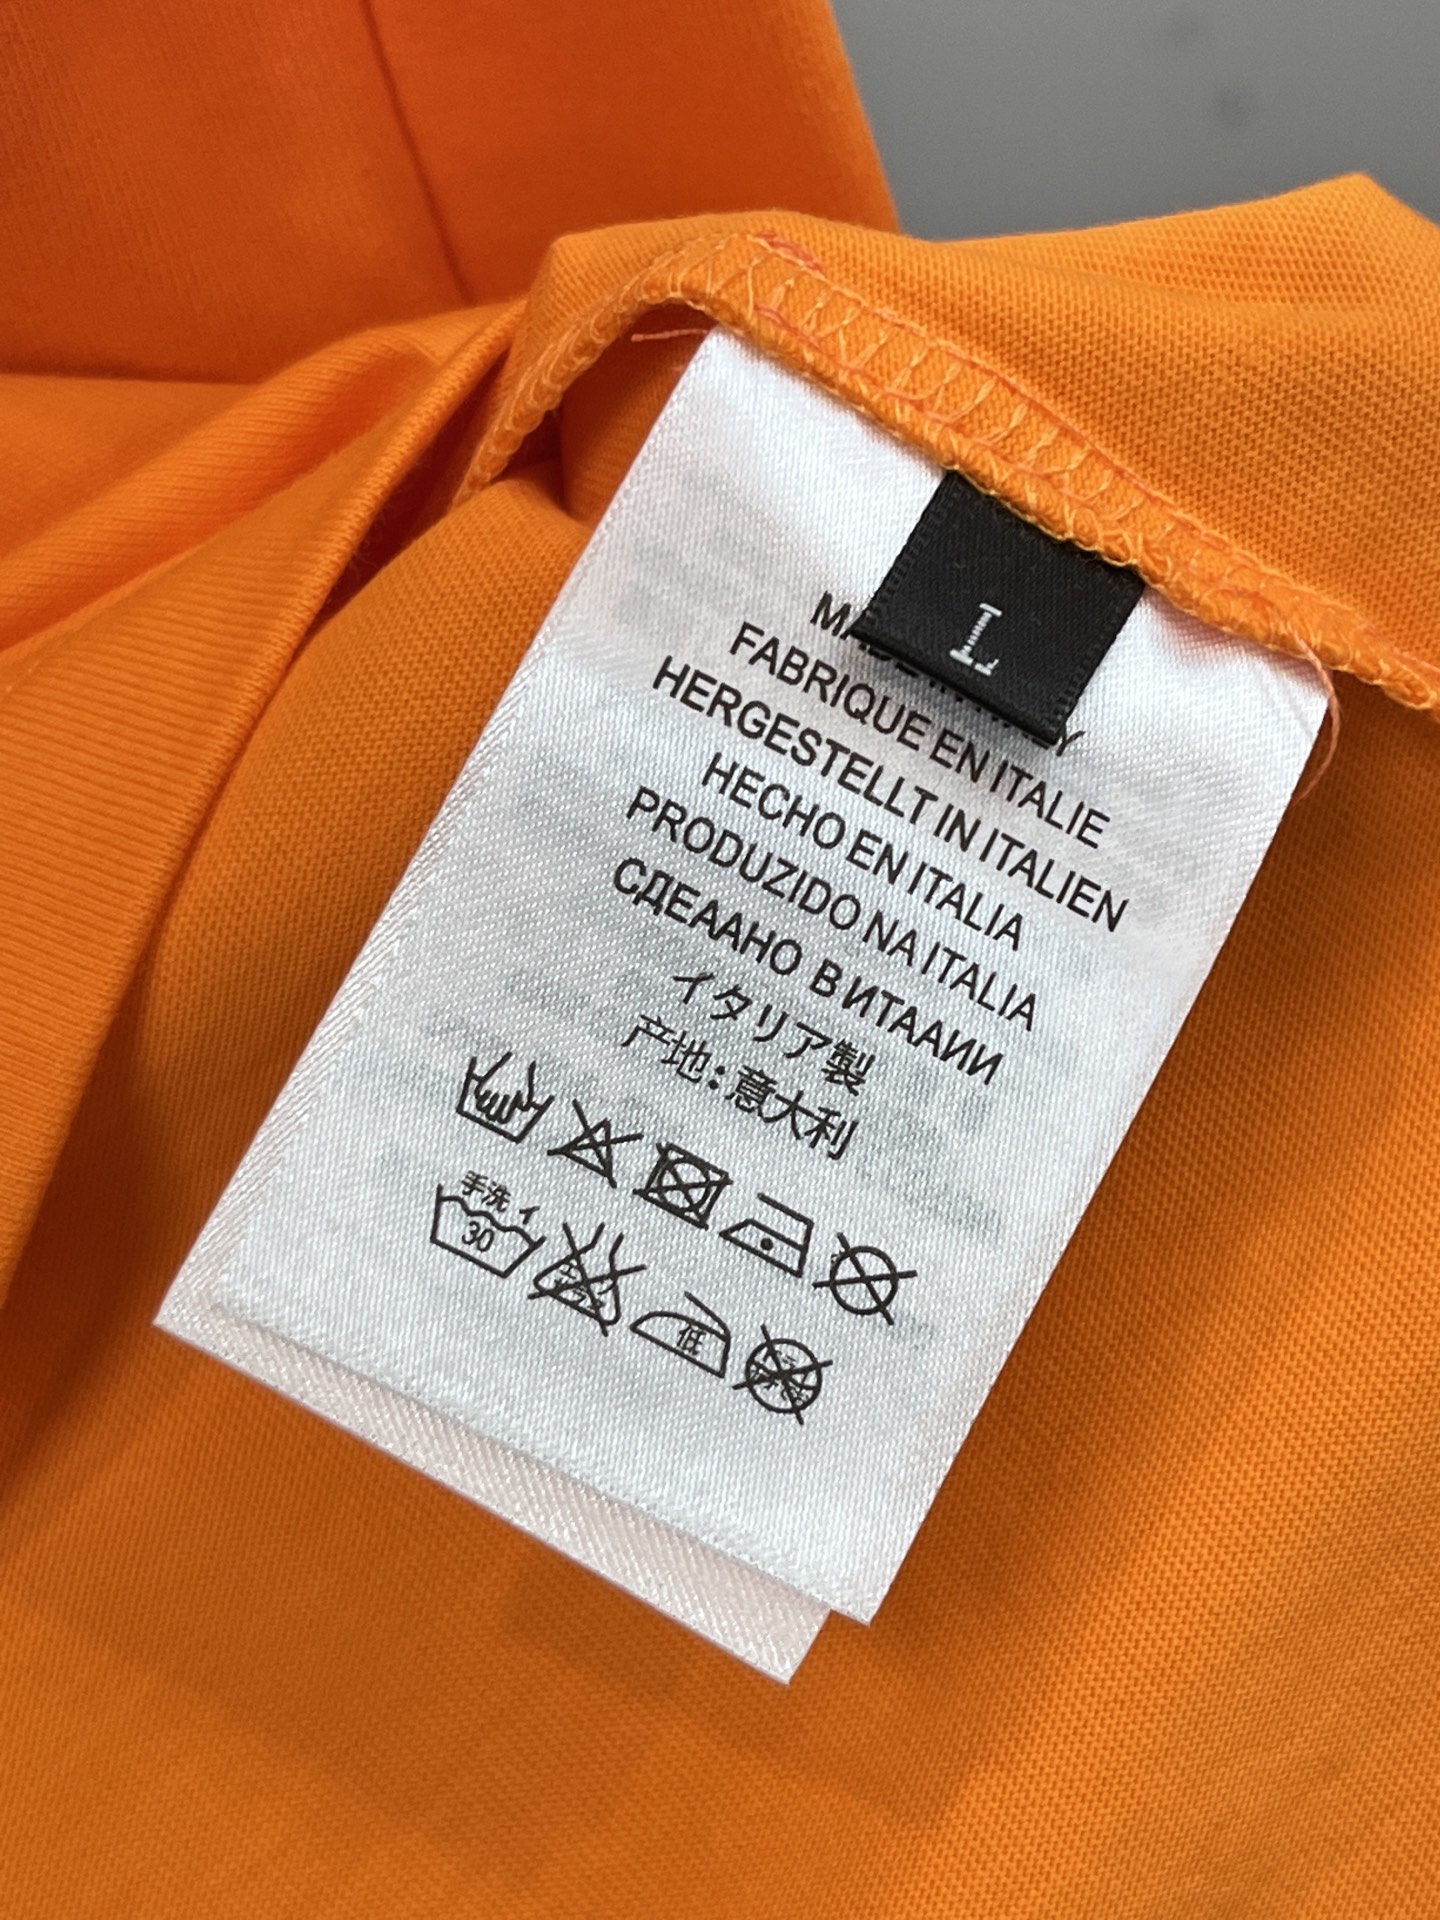 L
FABRIQUE EN ITALIE
HERGESTELLT IN ITALIEN
HECHO EN ITALIA
PRODUZIDO NA ITALIA
СДЕААНО В ИТААИИ
イタリア製
产地:意大利
手洗イ
30
低